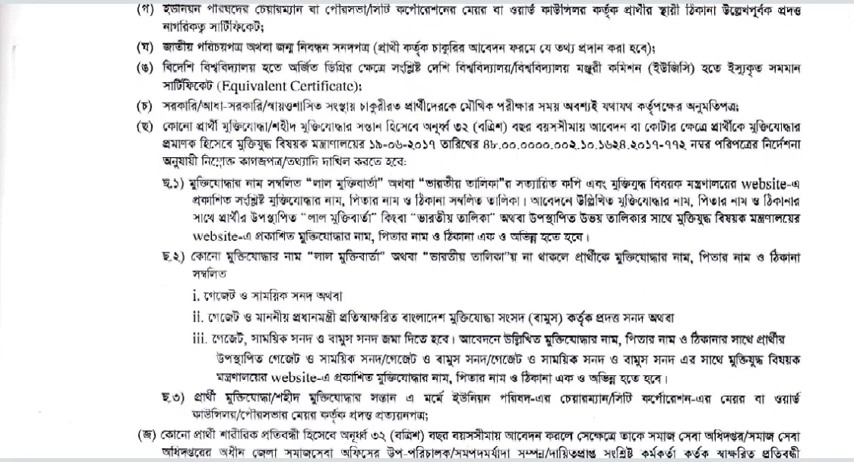 (গ) ইউনিয়ন পরিষদের চেয়ারম্যান বা পৌরসভা/সিটি কর্পোরেশনের মেয়র বা ওয়ার্ড কাউন্সিলর কর্তৃক প্রার্থীর স্থায়ী ঠিকানা উল্লেখপূর্বক প্রদত্ত
নাগরিকত্ব সার্টিফিকেট;
(ঘ) জাতীয় পরিচয়পত্র অথবা জন্ম নিবন্ধন সনদপত্র (প্রার্থী কর্তৃক চাকুরির আবেদন ফরমে যে তথ্য প্রদান করা হবে);
(ঙ) বিদেশি বিশ্ববিদ্যালয় হতে অর্জিত ডিগ্রির ক্ষেত্রে সংশ্লিষ্ট দেশি বিশ্ববিদ্যালয়/বিশ্ববিদ্যালয় মঞ্জুরী কমিশন (ইউজিসি) হতে ইস্যুকৃত সমমান
সার্টিফিকেট (Equivalent Certificate);
(চ) সরকারি/আধা-সরকারি/স্বায়ত্তশাসিত সংস্থায় চাকুরীরত প্রার্থীদেরকে মৌখিক পরীক্ষার সময় অবশ্যই যথাযথ কর্তৃপক্ষের অনুমতিপত্র;
(ছ) কোনো প্রার্থী মুক্তিযোদ্ধা/শহীদ মুক্তিযোদ্ধার সন্তান হিসেবে অনূর্ধ্ব ৩২ (বত্রিশ) বছর বয়সসীমায় আবেদন বা কোটার ক্ষেত্রে প্রার্থীকে মুক্তিযোদ্ধার
প্রমাণক হিসেবে মুক্তিযুদ্ধ বিষয়ক মন্ত্রণালয়ের ১৯-০৬-২০১৭ তারিখের ৪৮.০০.০০০০.০০২.১০.১৬২৪.২০১৭-৭৭২ নম্বর পরিপত্রের নির্দেশনা
অনুযায়ী নিম্নোক্ত কাগজপত্র/তথ্যাদি দাখিল করতে হবে:
ছ.১) মুক্তিযোদ্ধার নাম সম্বলিত "লাল মুক্তিবার্তা" অথবা "ভারতীয় তালিকা"র সত্যায়িত কপি এবং মুক্তিযুদ্ধ বিষয়ক মন্ত্রণালয়ের website-এ
প্রকাশিত সংশ্লিষ্ট মুক্তিযোদ্ধার নাম, পিতার নাম ও ঠিকানা সম্বলিত তালিকা। আবেদনে উল্লিখিত মুক্তিযোদ্ধার নাম, পিতার নাম ও ঠিকানার
সাথে প্রার্থীর উপস্থাপিত "লাল মুক্তিবার্তা" কিংবা "ভারতীয় তালিকা" অথবা উপস্থাপিত উভয় তালিকার সাথে মুক্তিযুদ্ধ বিষয়ক মন্ত্রণালয়ের
website-এ প্রকাশিত মুক্তিযোদ্ধার নাম, পিতার নাম ও ঠিকানা এক ও অভিন্ন হতে হবে।
ছ.২) কোনো মুক্তিযোদ্ধার নাম "লাল মুক্তিবার্তা" অথবা "ভারতীয় তালিকা"য় না থাকলে প্রার্থীকে মুক্তিযোদ্ধার নাম, পিতার নাম ও ঠিকানা
সম্বলিত
i. গেজেট ও সাময়িক সনদ অথবা
ii. গেজেট ও মাননীয় প্রধানমন্ত্রী প্রতিস্বাক্ষরিত বাংলাদেশ মুক্তিযোদ্ধা সংসদ (বামুস) কর্তৃক প্রদত্ত সনদ অথবা
iii. গেজেট, সাময়িক সনদ ও বামুস সনদ জমা দিতে হবে। আবেদনে উল্লিখিত মুক্তিযোদ্ধার নাম, পিতার নাম ও ঠিকানার সাথে প্রার্থীর
উপস্থাপিত গেজেট ও সাময়িক সনদ/গেজেট ও বামুস সনদ/গেজেট ও সাময়িক সনদ ও বামুস সনদ এর সাথে মুক্তিযুদ্ধ বিষয়ক
মন্ত্রণালয়ের website-এ প্রকাশিত মুক্তিযোদ্ধার নাম, পিতার নাম ও ঠিকানা এক ও অভিন্ন হতে হবে।
ছ.৩) প্রার্থী মুক্তিযোদ্ধা/শহীদ মুক্তিযোদ্ধার সন্তান এ মর্মে ইউনিয়ন পরিষদ-এর চেয়ারম্যান/সিটি কর্পোরেশন-এর মেয়র বা ওয়ার্ড
কাউন্সিলর/পৌরসভার মেয়র কর্তৃক প্রদত্ত প্রত্যয়নপত্র;
(জ) কোনো প্রার্থী শারীরিক প্রতিবন্ধী হিসেবে অনূর্ধ্ব ৩২ (বত্রিশ) বছর বয়সসীমায় আবেদন করলে সেক্ষেত্রে তাকে সমাজ সেবা অধিদপ্তর/সমাজ সেবা
অধিদপ্তরের অধীন জেলা সমাজসেবা অফিসের উপ-পরিচালক/সমপদমর্যাদা সম্পন্ন/দায়িত্বপ্রাপ্ত সংশ্লিষ্ট কর্মকর্তা কর্তৃক স্বাক্ষরিত প্রতিবন্ধী